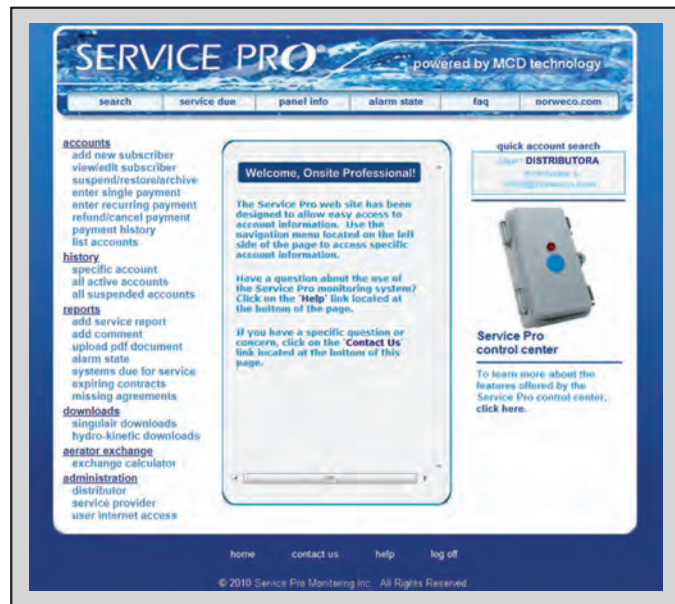 SERVICE PRO®
powered by MCD technology
search service due panel info alarm state faq norweco.com
accounts
add new subscriber
view/edit subscriber
suspend/restore/archive
enter single payment
enter recurring payment
refund/cancel payment
payment history
list accounts
history
specific account
all active accounts
all suspended accounts
reports
add service report
add comment
upload pdf document
alarm state
systems due for service
expiring contracts
missing agreements
downloads
singulair downloads
hydro-kinetic downloads
aerator exchange
exchange calculator
administration
distributor
service provider
user internet access
Welcome, Onsite Professional!
The Service Pro web site has been
designed to allow easy access to
account information. Use the
navigation menu located on the left
side of the page to access specific
account information.
Have a question about the use of
the Service Pro monitoring system?
Click on the 'Help' link located at
the bottom of the page.
If you have a specific question or
concern, click on the 'Contact Us'
link located at the bottom of this
page.
quick account search
DISTRIBUTORA
Service Pro
control center
To learn more about the
features offered by the
Service Pro control center,
click here.
home contact us help log off
© 2010 Service Pro Monitoring Inc. All Rights Reserved.